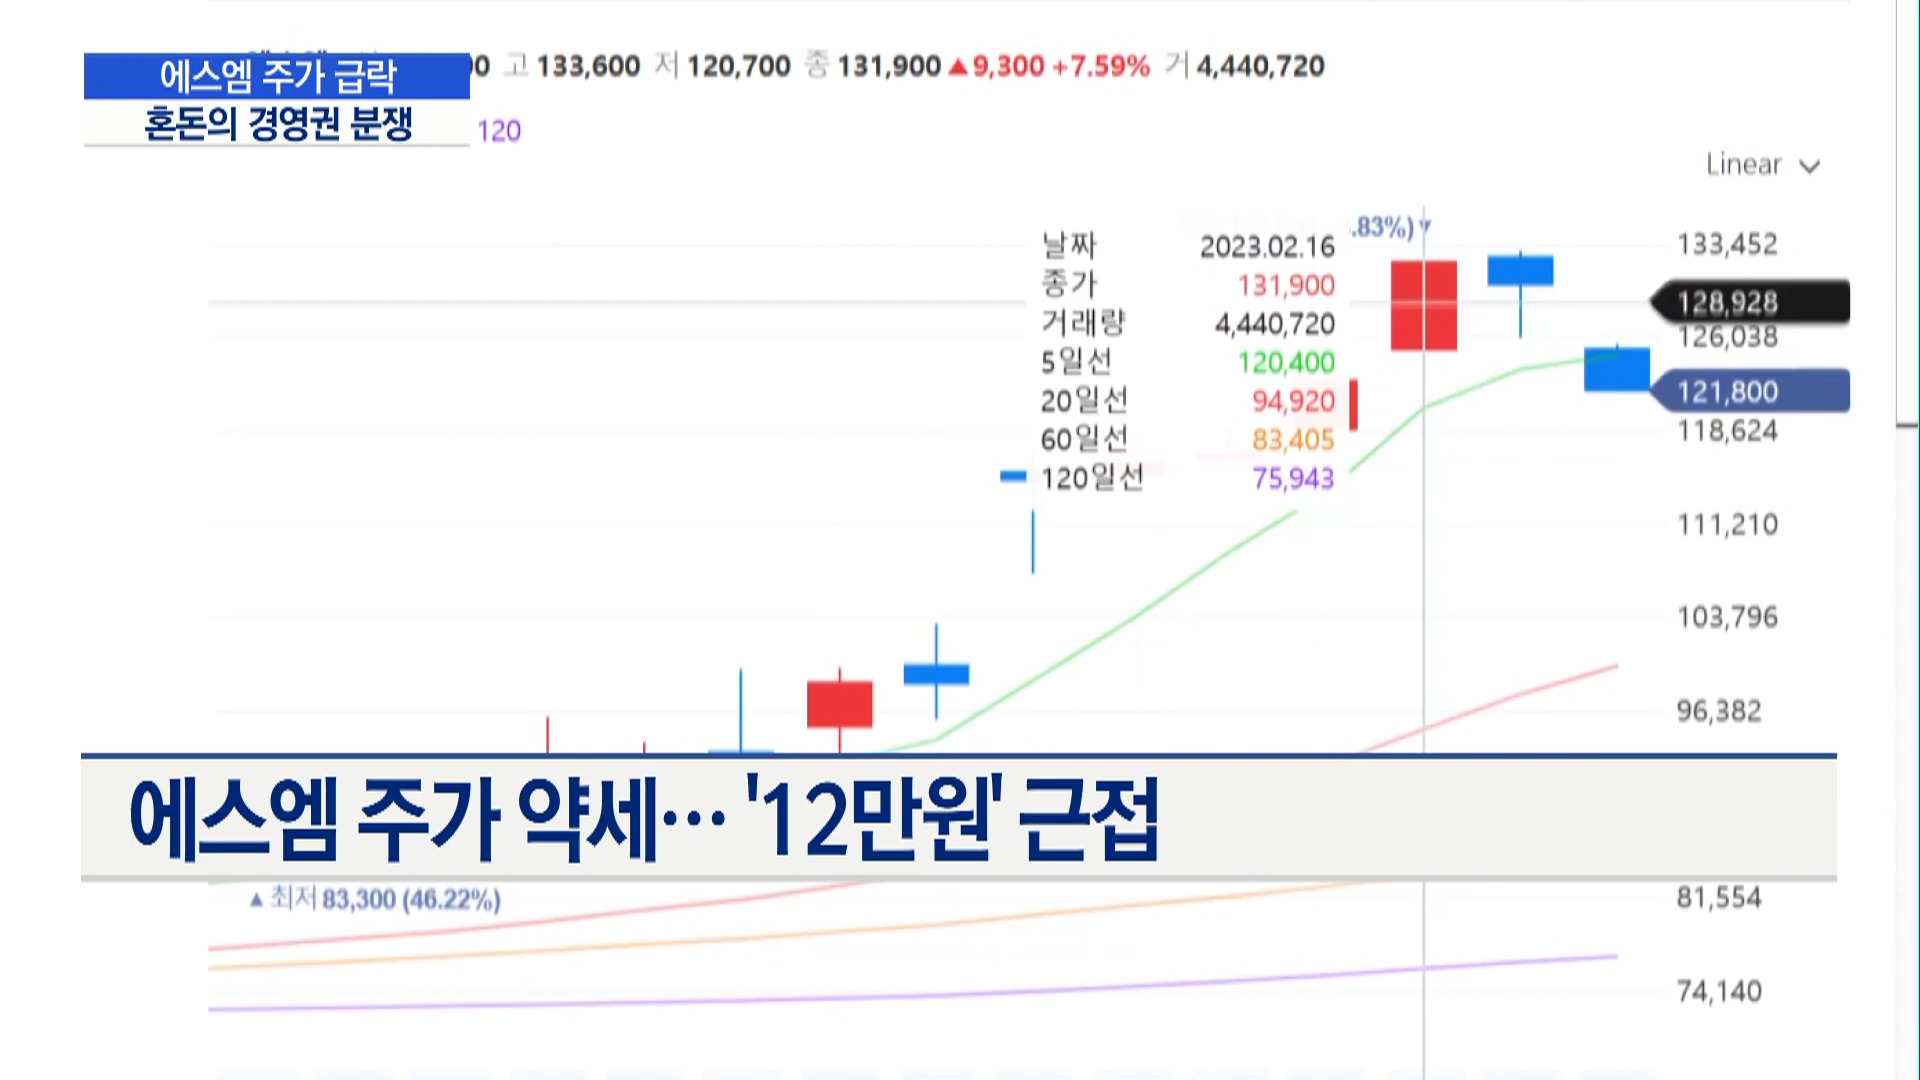 에스엠 주가 급락
혼돈의 경영권 분쟁
0 고 133,600 저 120,700 종 131,900 ▲9,300 +7.59% 거 4,440,720
120
Linear
.83%)▼
날짜 2023.02.16
종가 131,900
거래량 4,440,720
5일선 120,400
20일선 94,920
60일선 83,405
120일선 75,943
133,452
128,928
126,038
121,800
118,624
111,210
103,796
96,382
에스엠 주가 약세… '12만원' 근접
▲최저 83,300 (46.22%)
81,554
74,140